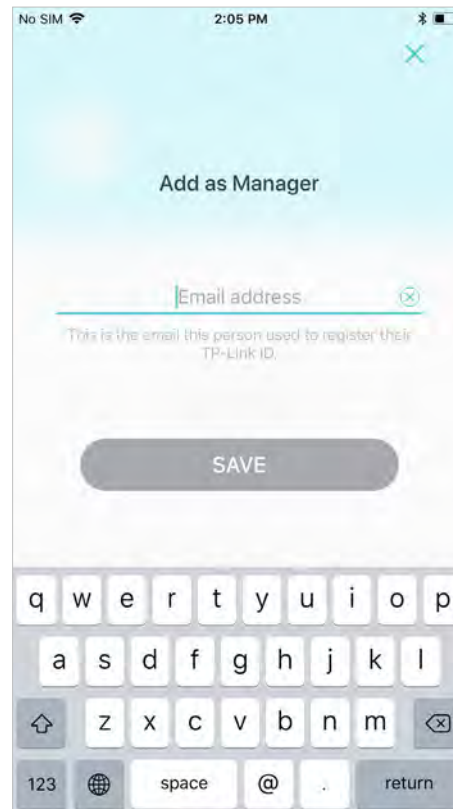 No SIM 2:05 PM
Add as Manager
Email address
This is the email this person used to register their
TP-Link ID.
SAVE
q w e r t y u i o p
a s d f g h j k l
z x c v b n m
123 space @ . return